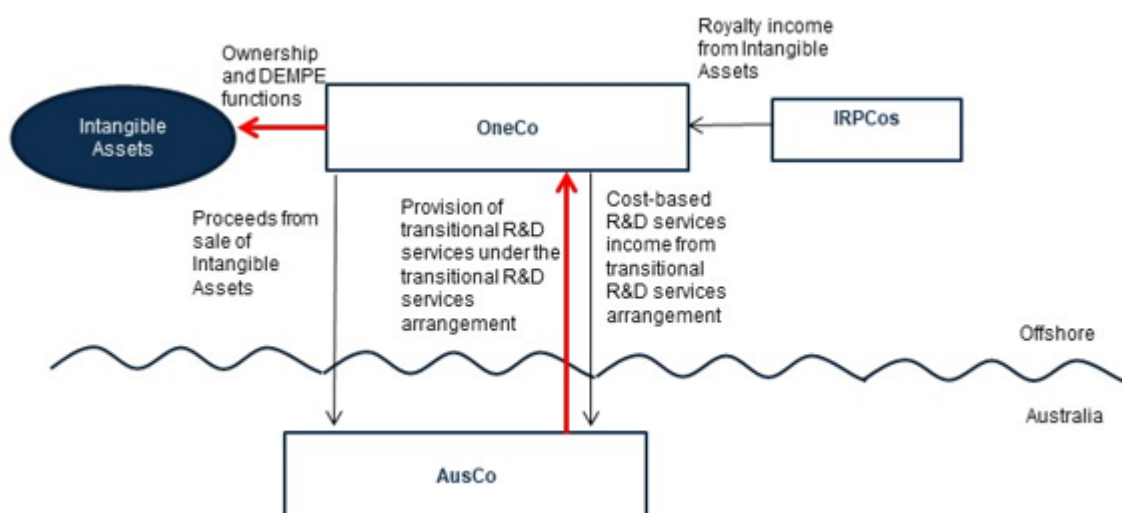 Royalty income
from Intangible
Assets
Ownership
and DEMPE
functions
Intangible
Assets
OneCo
IRPCos
Proceeds from
sale of
Intangible
Assets
Provision of
transitional R&D
services under the
transitional R&D
services
arrangement
Cost-based
R&D services
income from
transitional
R&D services
arrangement
Offshore
Australia
AusCo